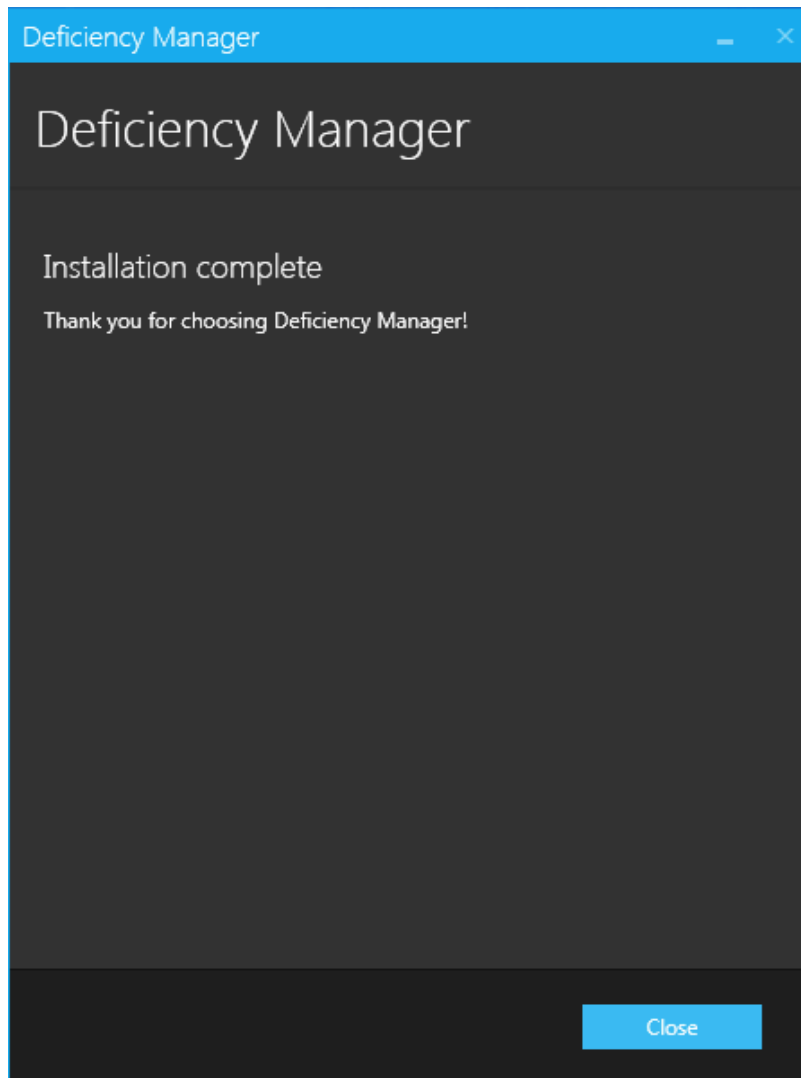 Deficiency Manager
Deficiency Manager
Installation complete
Thank you for choosing Deficiency Manager!
Close